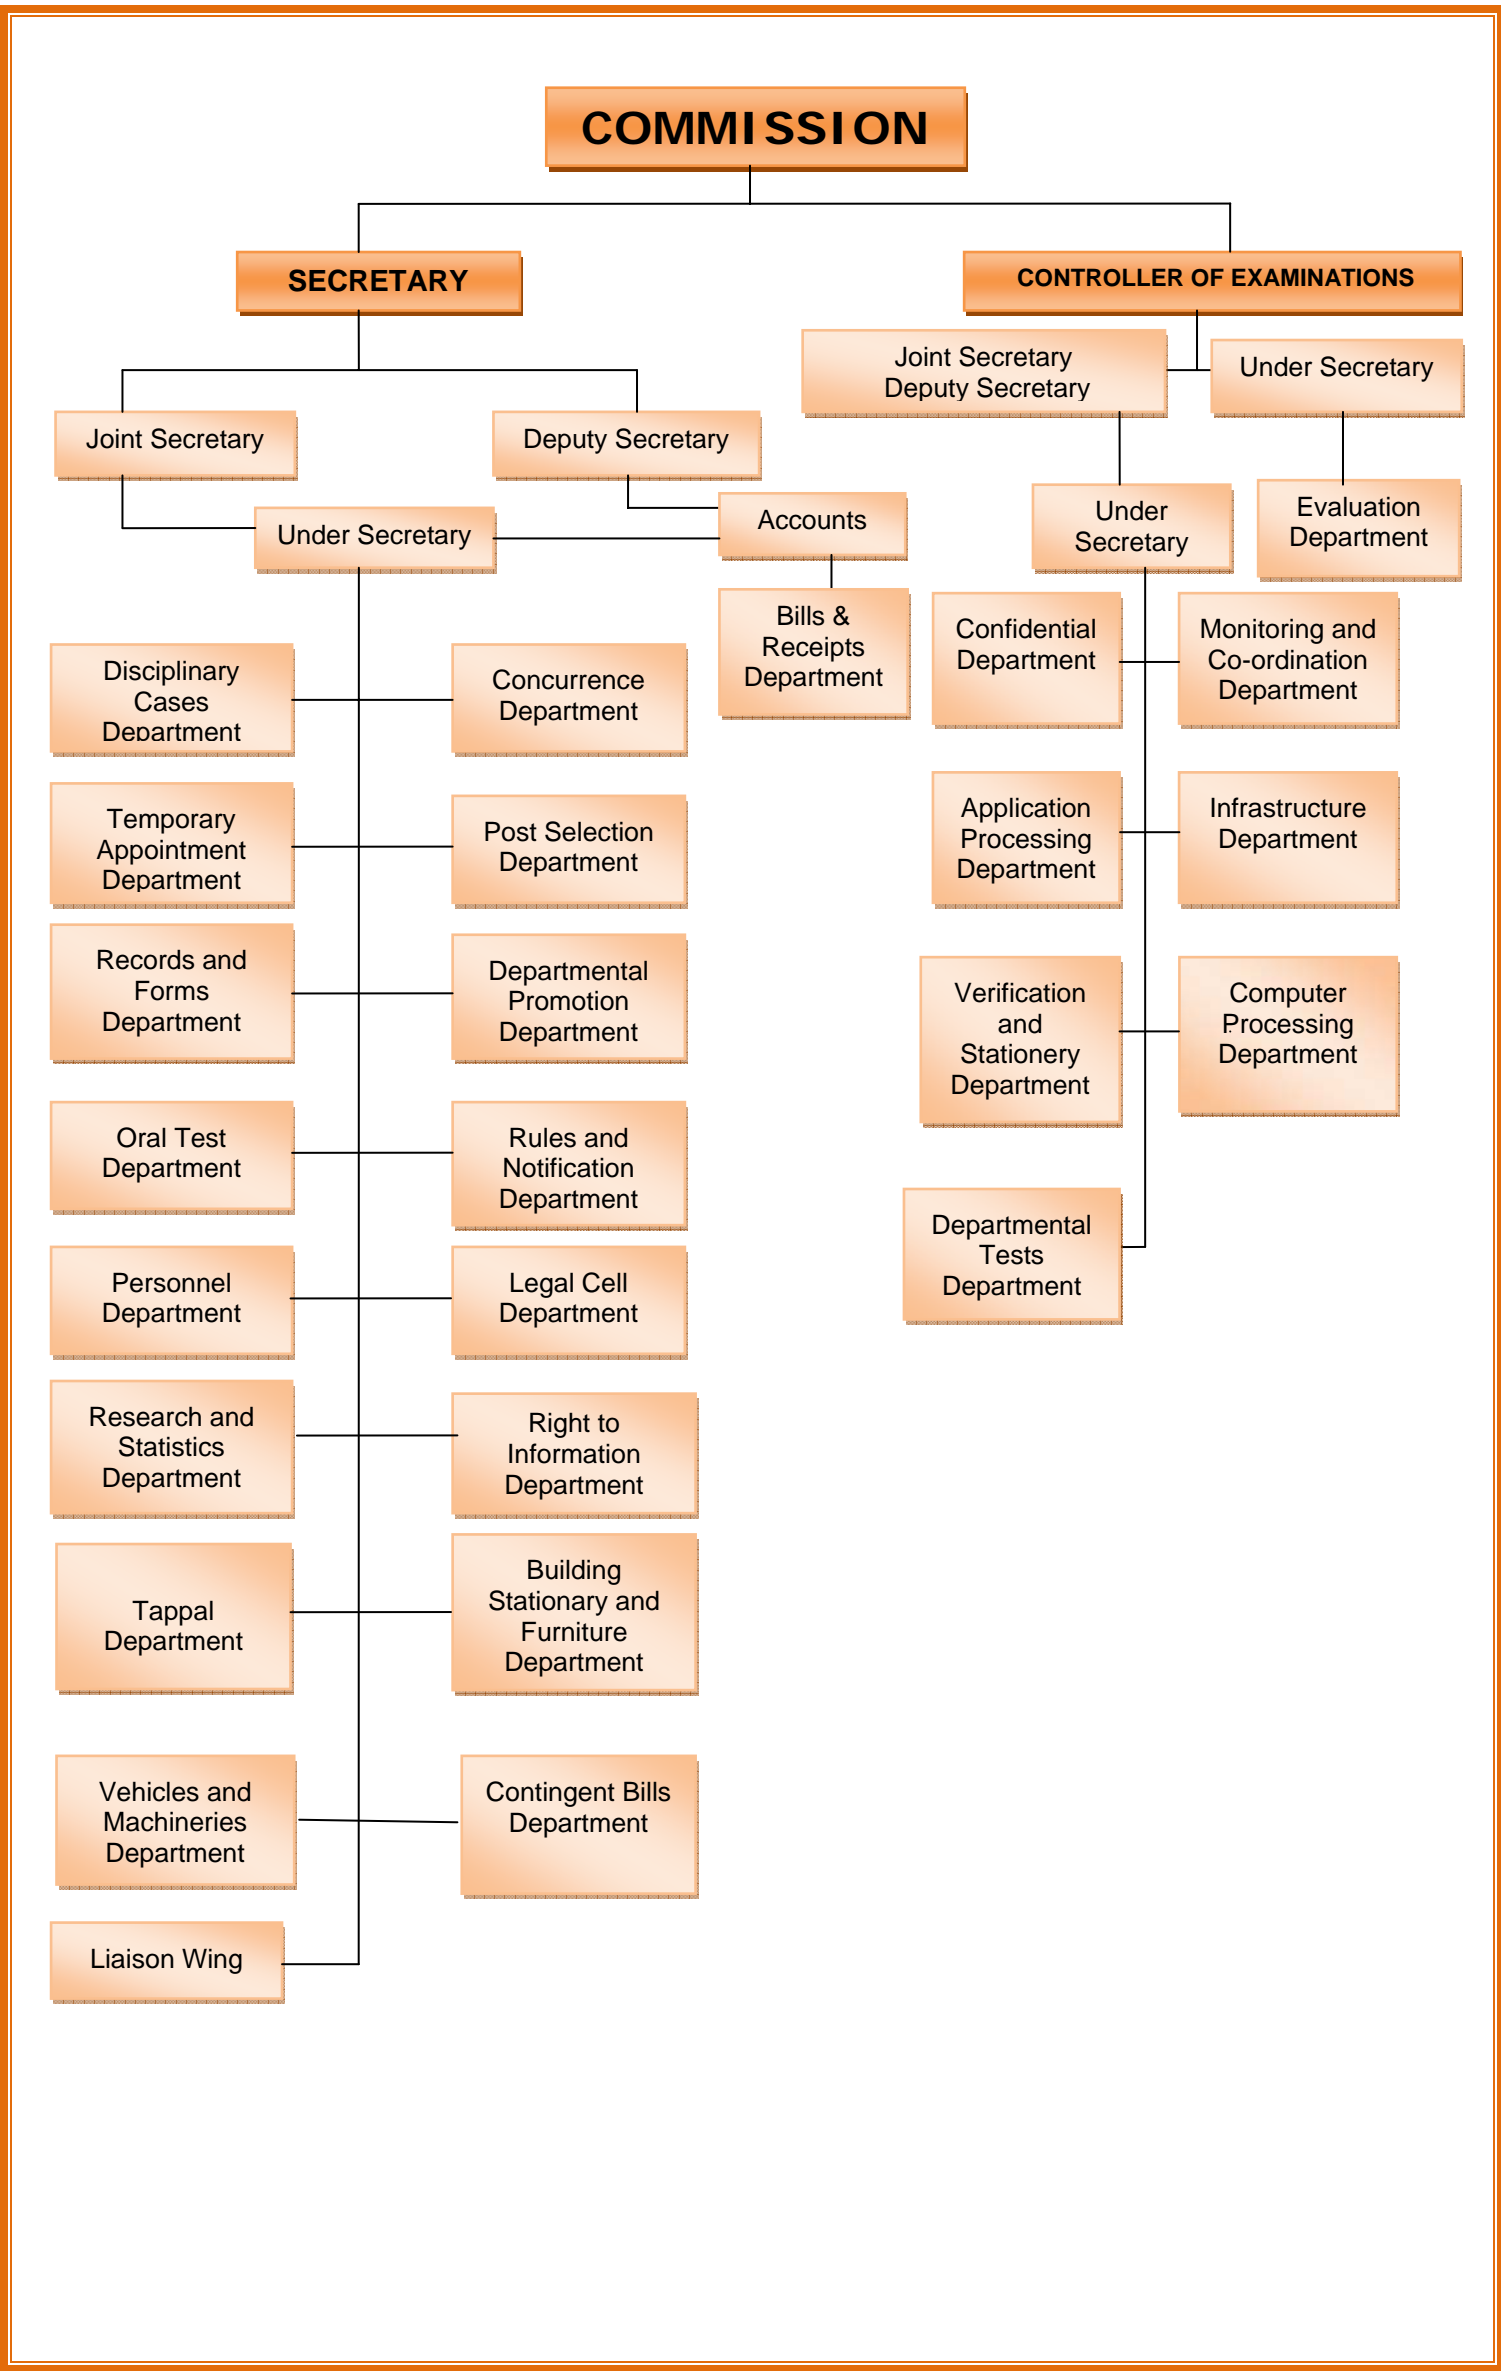 COMMISSION
SECRETARY
CONTROLLER OF EXAMINATIONS
Joint Secretary
Deputy Secretary
Under Secretary
Joint Secretary
Deputy Secretary
Under Secretary
Accounts
Under
Secretary
Evaluation
Department
Bills &
Receipts
Department
Confidential
Department
Monitoring and
Co-ordination
Department
Disciplinary
Cases
Department
Concurrence
Department
Temporary
Appointment
Department
Post Selection
Department
Application
Processing
Department
Infrastructure
Department
Records and
Forms
Department
Departmental
Promotion
Department
Verification
and
Stationery
Department
Computer
Processing
Department
Oral Test
Department
Rules and
Notification
Department
Departmental
Tests
Department
Personnel
Department
Legal Cell
Department
Research and
Statistics
Department
Right to
Information
Department
Tappal
Department
Building
Stationary and
Furniture
Department
Vehicles and
Machineries
Department
Contingent Bills
Department
Liaison Wing